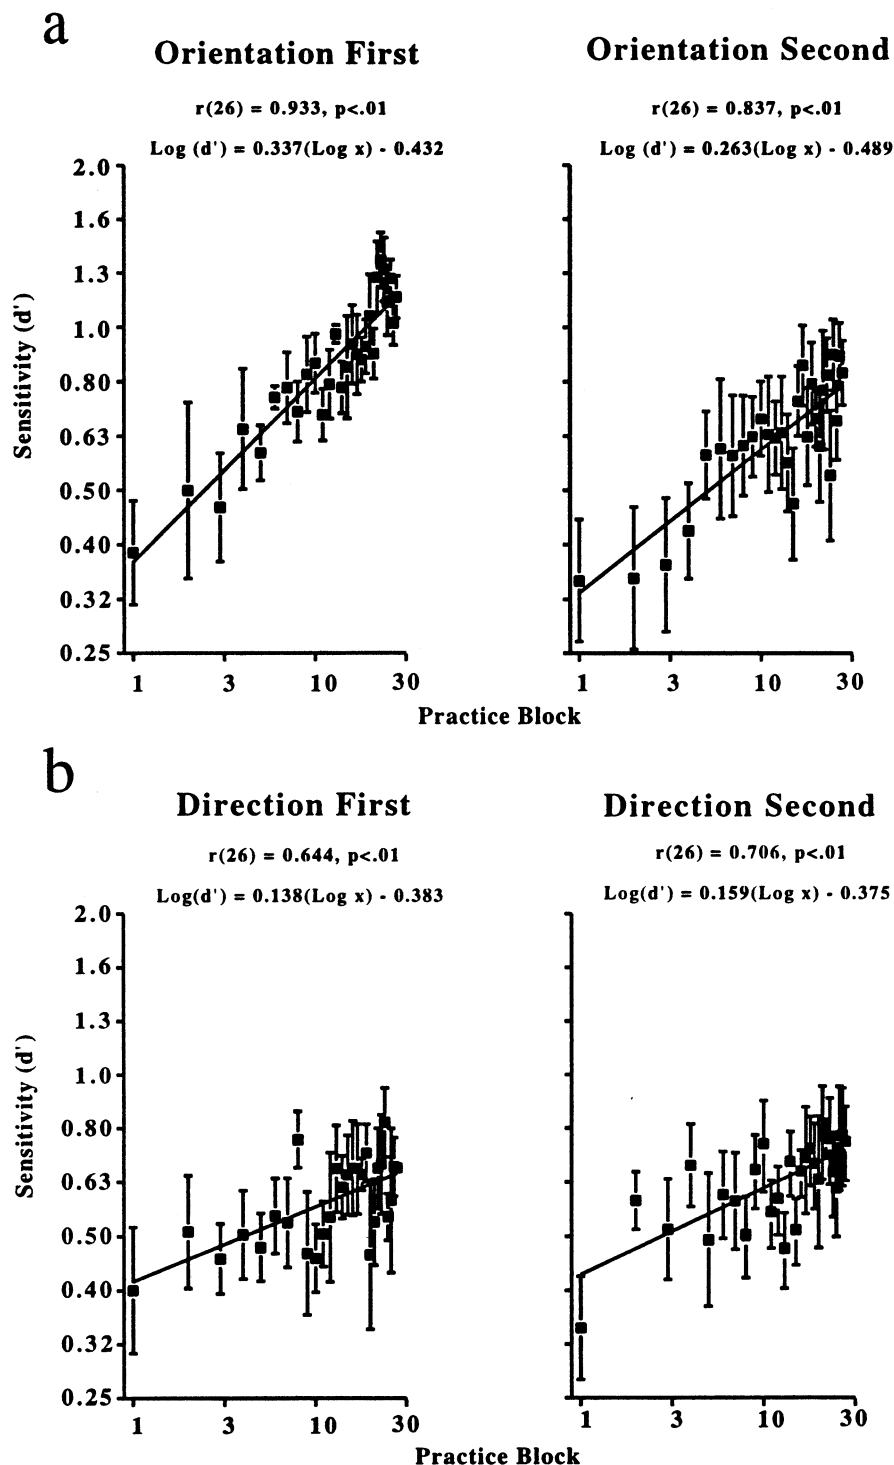 a
Orientation First
r(26) = 0.933, p<.01
Log (d') = 0.337(Log x) - 0.432
Orientation Second
r(26) = 0.837, p<.01
Log (d') = 0.263(Log x) - 0.489
Sensitivity (d')
2.0
1.6
1.3
1.0
0.80
0.63
0.50
0.40
0.32
0.25
1 3 10 30
1 3 10 30
Practice Block
b
Direction First
r(26) = 0.644, p<.01
Log(d') = 0.138(Log x) - 0.383
Direction Second
r(26) = 0.706, p<.01
Log(d') = 0.159(Log x) - 0.375
Sensitivity (d')
2.0
1.6
1.3
1.0
0.80
0.63
0.50
0.40
0.32
0.25
1 3 10 30
1 3 10 30
Practice Block